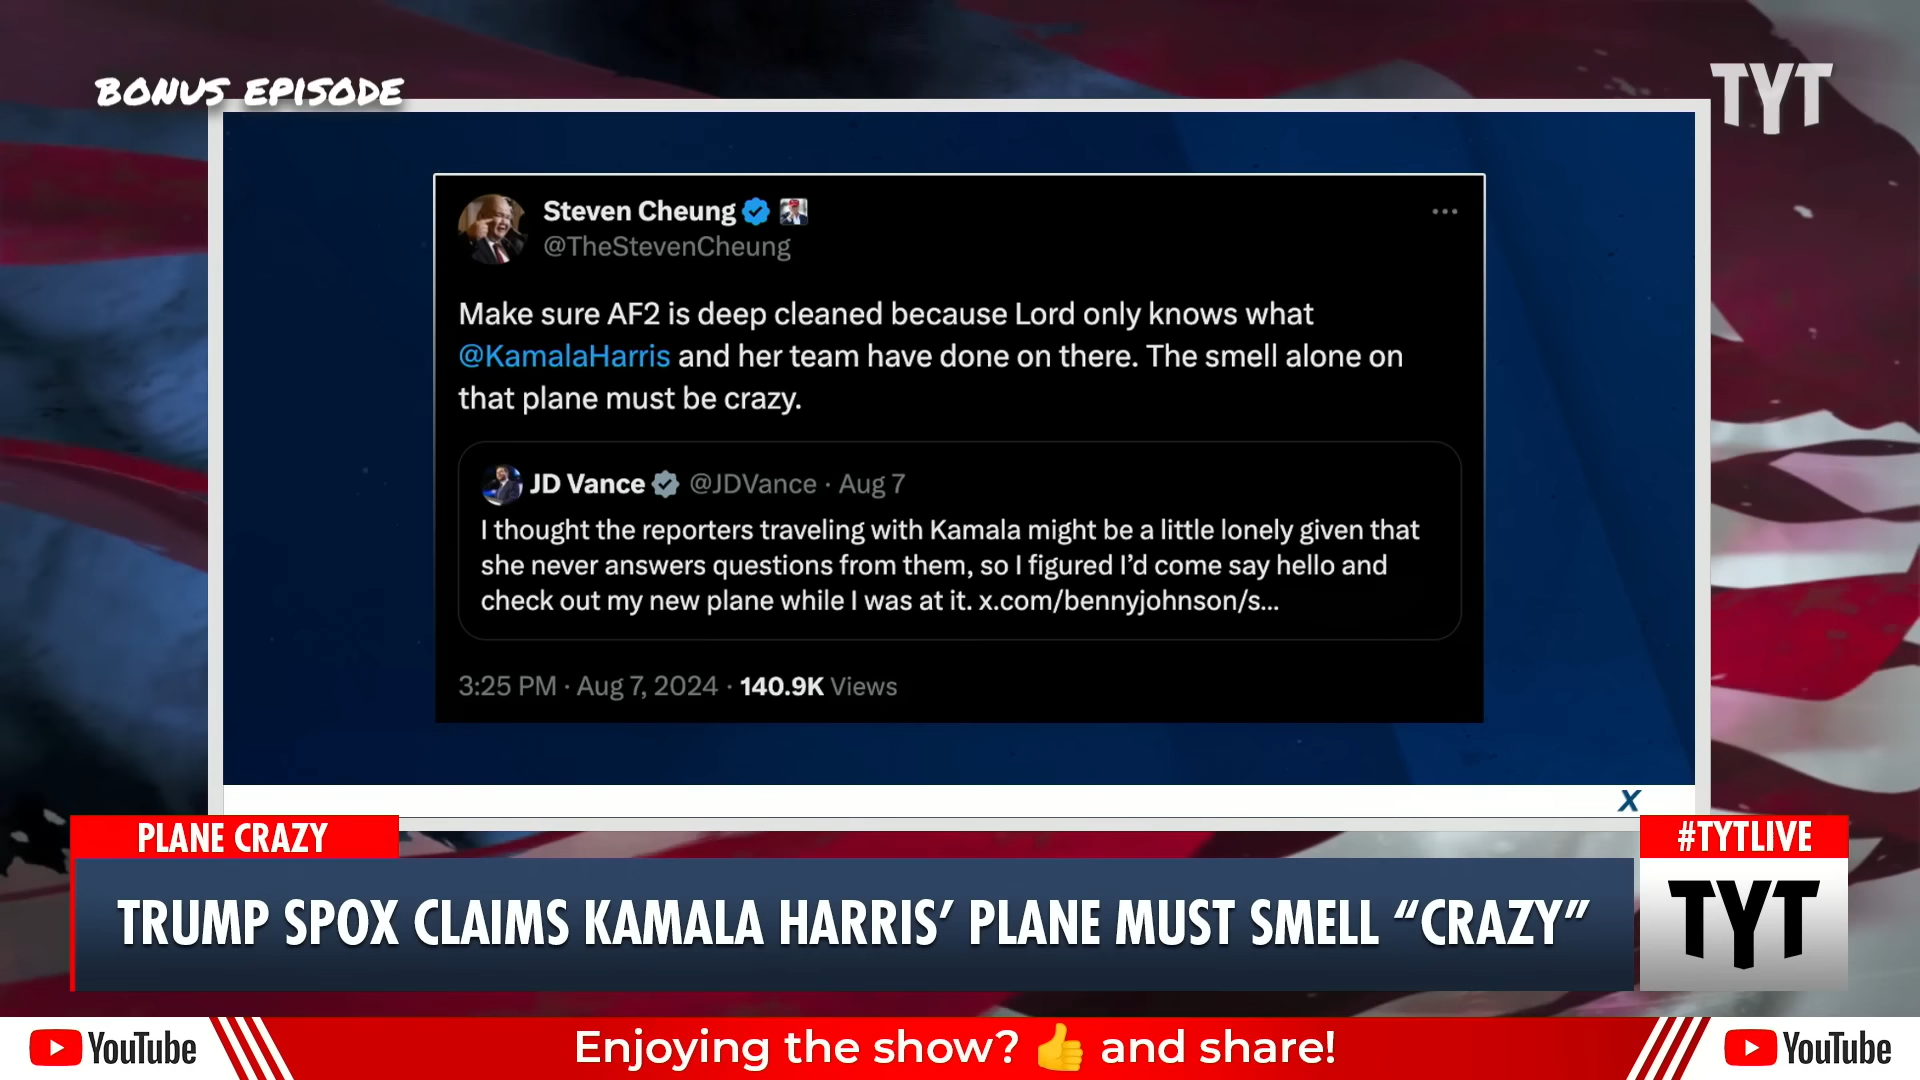 BONUS EPISODE
TYT
Steven Cheung
@TheStevenCheung
Make sure AF2 is deep cleaned because Lord only knows what
@KamalaHarris and her team have done on there. The smell alone on
that plane must be crazy.
JD Vance @JDVance · Aug 7
I thought the reporters traveling with Kamala might be a little lonely given that
she never answers questions from them, so I figured I’d come say hello and
check out my new plane while I was at it. x.com/bennyjohnson/s...
3:25 PM · Aug 7, 2024 · 140.9K Views
X
PLANE CRAZY
#TYTLIVE
TRUMP SPOX CLAIMS KAMALA HARRIS’ PLANE MUST SMELL “CRAZY”
TYT
YouTube
Enjoying the show? 👍 and share!
YouTube